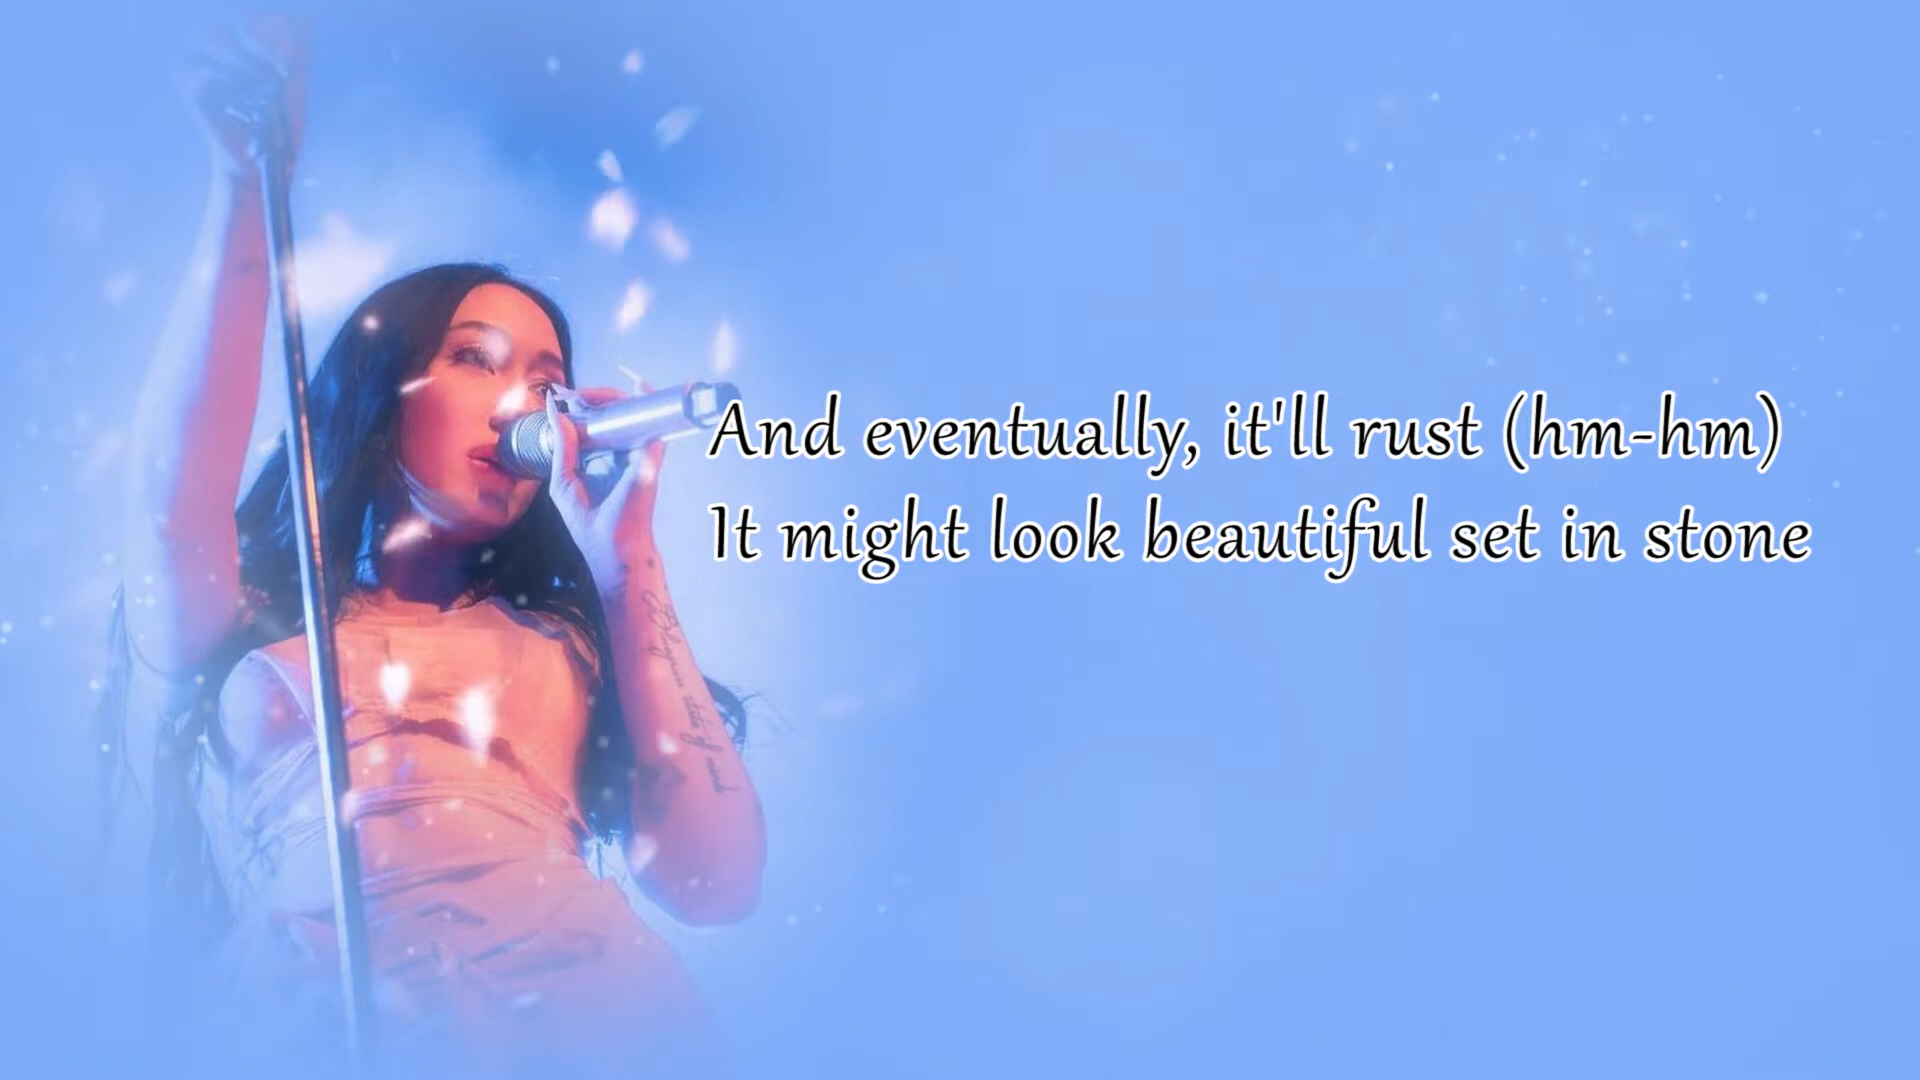 And eventually, it'll rust (hm-hm)
It might look beautiful set in stone